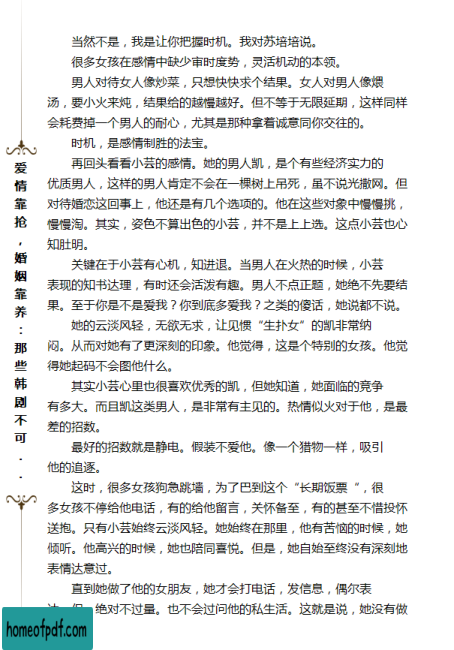 当然不是，我是让你把握时机。我对苏培培说。
很多女孩在感情中缺少审时度势，灵活机动的本领。
男人对待女人像炒菜，只想快快求个结果。女人对男人像煨
汤，要小火来炖，结果给的越慢越好。但不等于无限延期，这样同样
会耗费掉一个男人的耐心，尤其是那种拿着诚意同你交往的。
时机，是感情制胜的法宝。
再回头看看小芸的感情。她的男人凯，是个有些经济实力的
优质男人，这样的男人肯定不会在一棵树上吊死，虽不说光撒网。但
对待婚恋这回事上，他还是有几个选项的。他在这些对象中慢慢挑，
慢慢淘。其实，姿色不算出色的小芸，并不是上上选。这点小芸也心
知肚明。
关键在于小芸有心机，知进退。当男人在火热的时候，小芸
表现的知书达理，有时还会活泼有趣。男人不点正题，她绝不先要结
果。至于你是不是爱我？你到底多爱我？之类的傻话，她说都不说。
她的云淡风轻，无欲无求，让见惯“生扑女”的凯非常纳
闷。从而对她有了更深刻的印象。他觉得，这是个特别的女孩。他觉
得她起码不会图他什么。
其实小芸心里也很喜欢优秀的凯，但她知道，她面临的竞争
有多大。而且凯这类男人，是非常有主见的。热情似火对于他，是最
差的招数。
最好的招数就是静电。假装不爱他。像一个猎物一样，吸引
他的追逐。
这时，很多女孩狗急跳墙，为了巴到这个“长期饭票“，很
多女孩不停给他电话，有的给他留言，关怀备至，有的甚至不惜投怀
送抱。只有小芸始终云淡风轻。她始终在那里，他有苦恼的时候，她
倾听。他高兴的时候，她也陪同喜悦。但是，她自始至终没有深刻地
表情达意过。
直到她做了他的女朋友，她才会打电话，发信息，偶尔表
绝对不过量。也不会过问他的私生活。这就是说，她没有做
爱情靠抢，婚姻靠养：那些韩剧不可..
homeofpdf.com